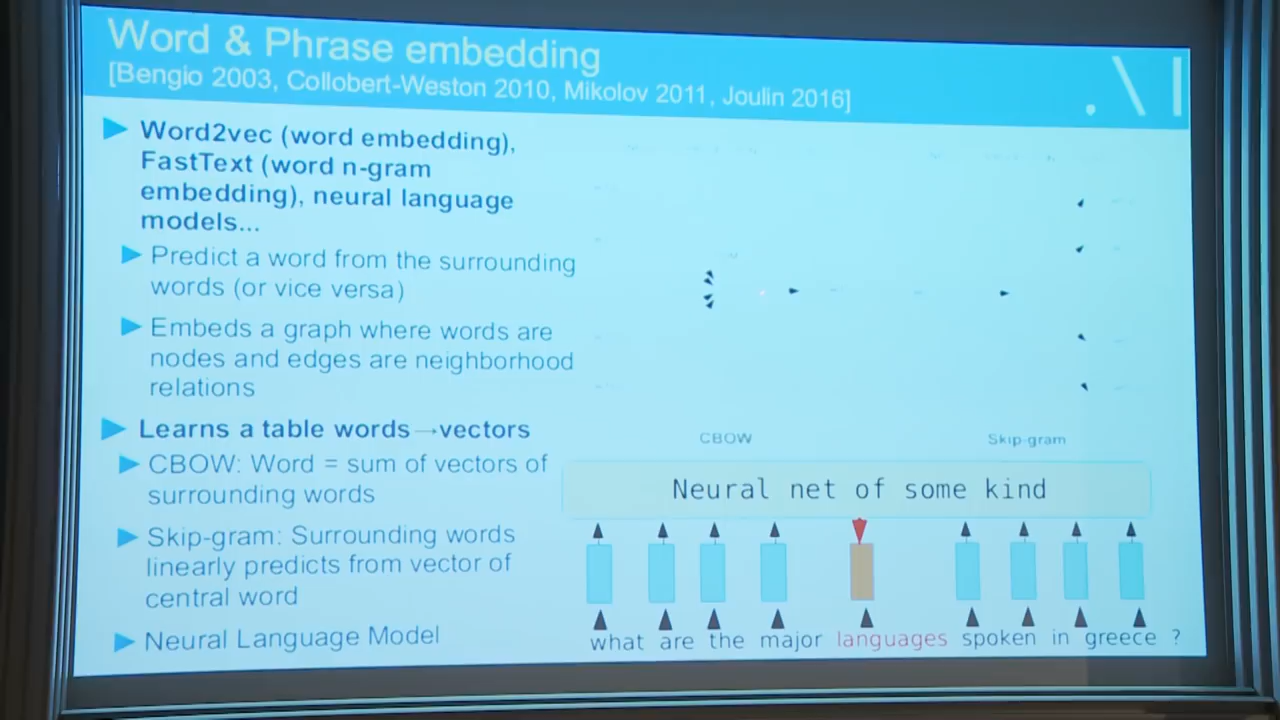 Word & Phrase embedding
[Bengio 2003, Collobert-Weston 2010, Mikolov 2011, Joulin 2016]
Word2vec (word embedding),
FastText (word n-gram
embedding), neural language
models...
Predict a word from the surrounding
words (or vice versa)
Embeds a graph where words are
nodes and edges are neighborhood
relations
Learns a table words→vectors
CBOW: Word = sum of vectors of
surrounding words
Skip-gram: Surrounding words
linearly predicts from vector of
central word
Neural Language Model
CBOW
Skip-gram
Neural net of some kind
what are the major languages spoken in greece ?